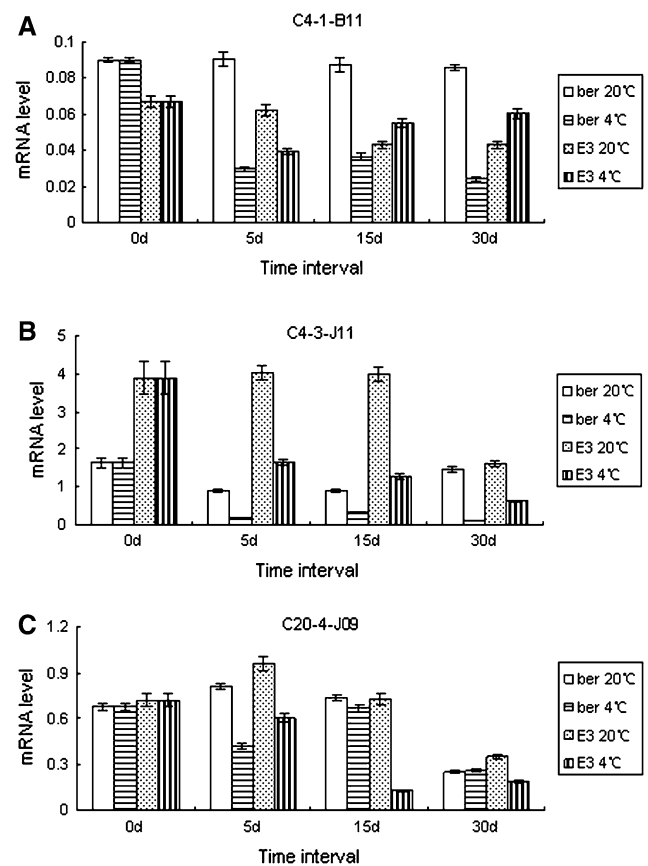 A
C4-1-B11
0.1
0.08
0.06
0.04
0.02
0
mRNA level
0d 5d 15d 30d
Time interval
ber 20℃
ber 4℃
E3 20℃
E3 4℃
B
C4-3-J11
5
4
3
2
1
0
mRNA level
0d 5d 15d 30d
Time interval
ber 20℃
ber 4℃
E3 20℃
E3 4℃
C
C20-4-J09
1.2
0.9
0.6
0.3
0
mRNA level
0d 5d 15d 30d
Time interval
ber 20℃
ber 4℃
E3 20℃
E3 4℃